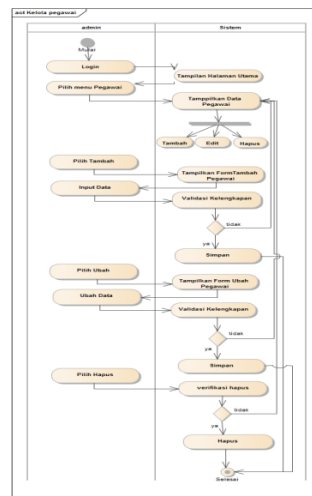 act Kelola pegawai
admin
Sistem
Mulai
Login
Tampilan Halaman Utama
Pilih menu Pegawai
Tamppilkan Data
Pegawai
Tambah
Edit
Hapus
Pilih Tambah
Tampilkan FormTambah
Pegawai
Input Data
Validasi Kelengkapan
tidak
ya
Simpan
Pilih Ubah
Tampilkan Form Ubah
Pegawai
Ubah Data
Validasi Kelengkapan
tidak
ya
Simpan
Pilih Hapus
verifikasi hapus
tidak
ya
Hapus
Selesai